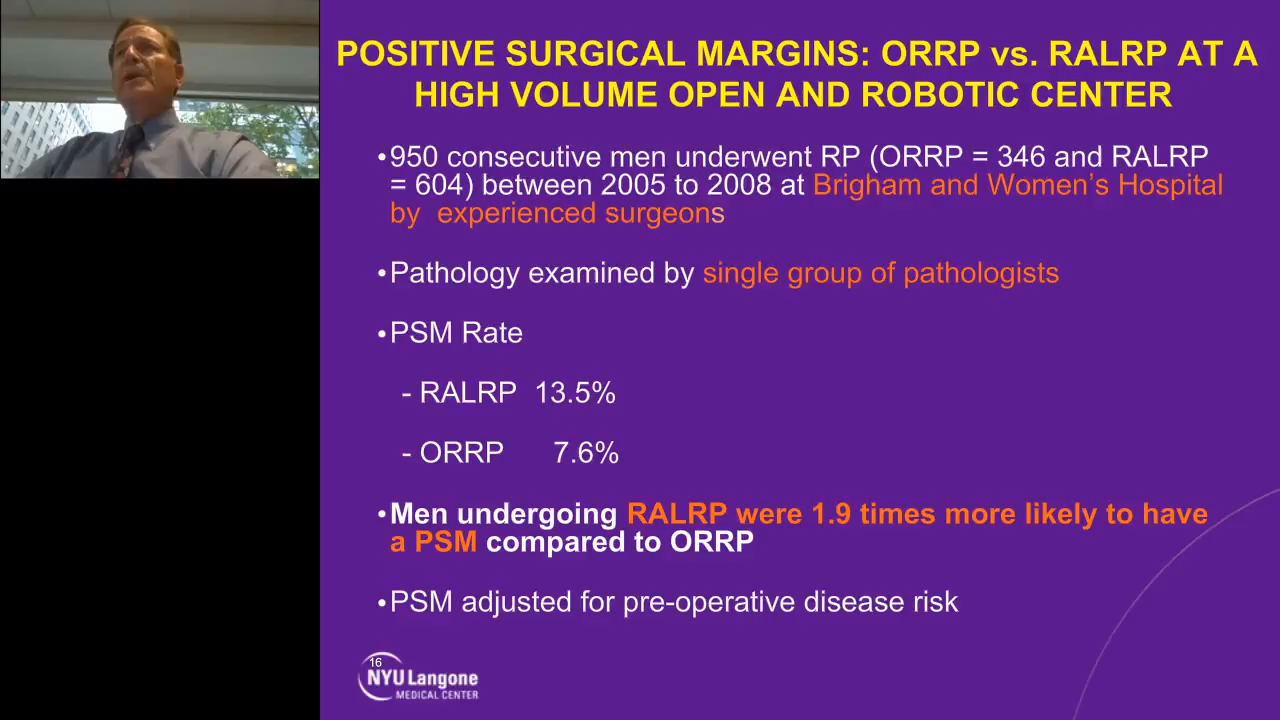 POSITIVE SURGICAL MARGINS: ORRP vs. RALRP AT A
HIGH VOLUME OPEN AND ROBOTIC CENTER
•950 consecutive men underwent RP (ORRP = 346 and RALRP
= 604) between 2005 to 2008 at Brigham and Women’s Hospital
by experienced surgeons
•Pathology examined by single group of pathologists
•PSM Rate
- RALRP 13.5%
- ORRP 7.6%
•Men undergoing RALRP were 1.9 times more likely to have
a PSM compared to ORRP
•PSM adjusted for pre-operative disease risk
16
NYU Langone
MEDICAL CENTER